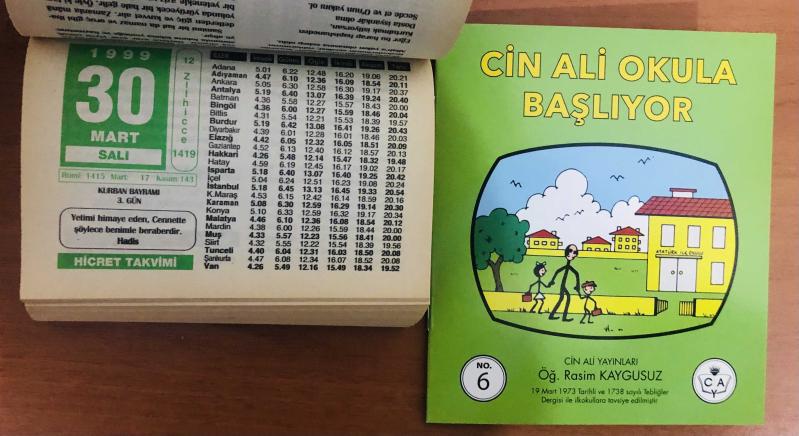 Eğer bu harap hapishaneden
Kurtulmak istiyorsan,
1999
30
MART
SALI
12
Zilhicce
1419
Rumî: 1415 Mart: 17 Kasım: 143
KURBAN BAYRAMI
3. GÜN
Yetimi himaye eden, Cennette
şöylece benimle beraberdir.
Hadis
HİCRET TAKVİMİ
Adana 5.01 6.22 12.48 16.20 19.06 20.21
Adıyaman 4.47 6.10 12.36 16.09 18.54 20.11
Ankara 5.05 6.30 12.58 16.30 19.17 20.37
Antalya 5.19 6.40 13.07 16.39 19.24 20.40
Batman 4.36 5.58 12.27 15.57 18.43 20.00
Bingöl 4.36 6.00 12.27 15.59 18.46 20.04
Bitlis 4.31 5.54 12.21 15.53 18.39 19.57
Burdur 5.19 6.42 13.08 16.41 19.26 20.43
Diyarbakır 4.39 6.01 12.28 16.01 18.46 20.03
Elazığ 4.42 6.05 12.32 16.05 18.51 20.09
Gaziantep 4.52 6.13 12.40 16.12 18.57 20.13
Hakkari 4.26 5.48 12.14 15.47 18.32 19.48
Hatay 4.59 6.19 12.45 16.17 19.02 20.17
Isparta 5.18 6.40 13.07 16.40 19.25 20.42
İçel 5.04 6.24 12.51 16.23 19.08 20.24
İstanbul 5.18 6.45 13.13 16.45 19.33 20.54
K.Maraş 4.53 6.15 12.42 16.14 18.59 20.16
Karaman 5.08 6.30 12.59 16.29 19.14 20.30
Konya 5.10 6.33 12.59 16.32 19.17 20.34
Malatya 4.46 6.10 12.36 16.08 18.54 20.12
Mardin 4.38 6.00 12.26 15.59 18.44 20.00
Muş 4.33 5.57 12.23 15.56 18.41 20.00
Siirt 4.32 5.55 12.22 15.54 18.39 19.56
Tunceli 4.40 6.04 12.31 16.03 18.50 20.08
Şanlıurfa 4.47 6.08 12.34 16.07 18.52 20.08
Van 4.26 5.49 12.16 15.49 18.34 19.52
CİN ALİ OKULA
BAŞLIYOR
ATATÜRK İLK OKULU
NO.
6
CİN ALİ YAYINLARI
Öğ. Rasim KAYGUSUZ
19 Mart 1973 Tarihli ve 1738 sayılı Tebliğler
Dergisi ile ilkokullara tavsiye edilmiştir
C A Y